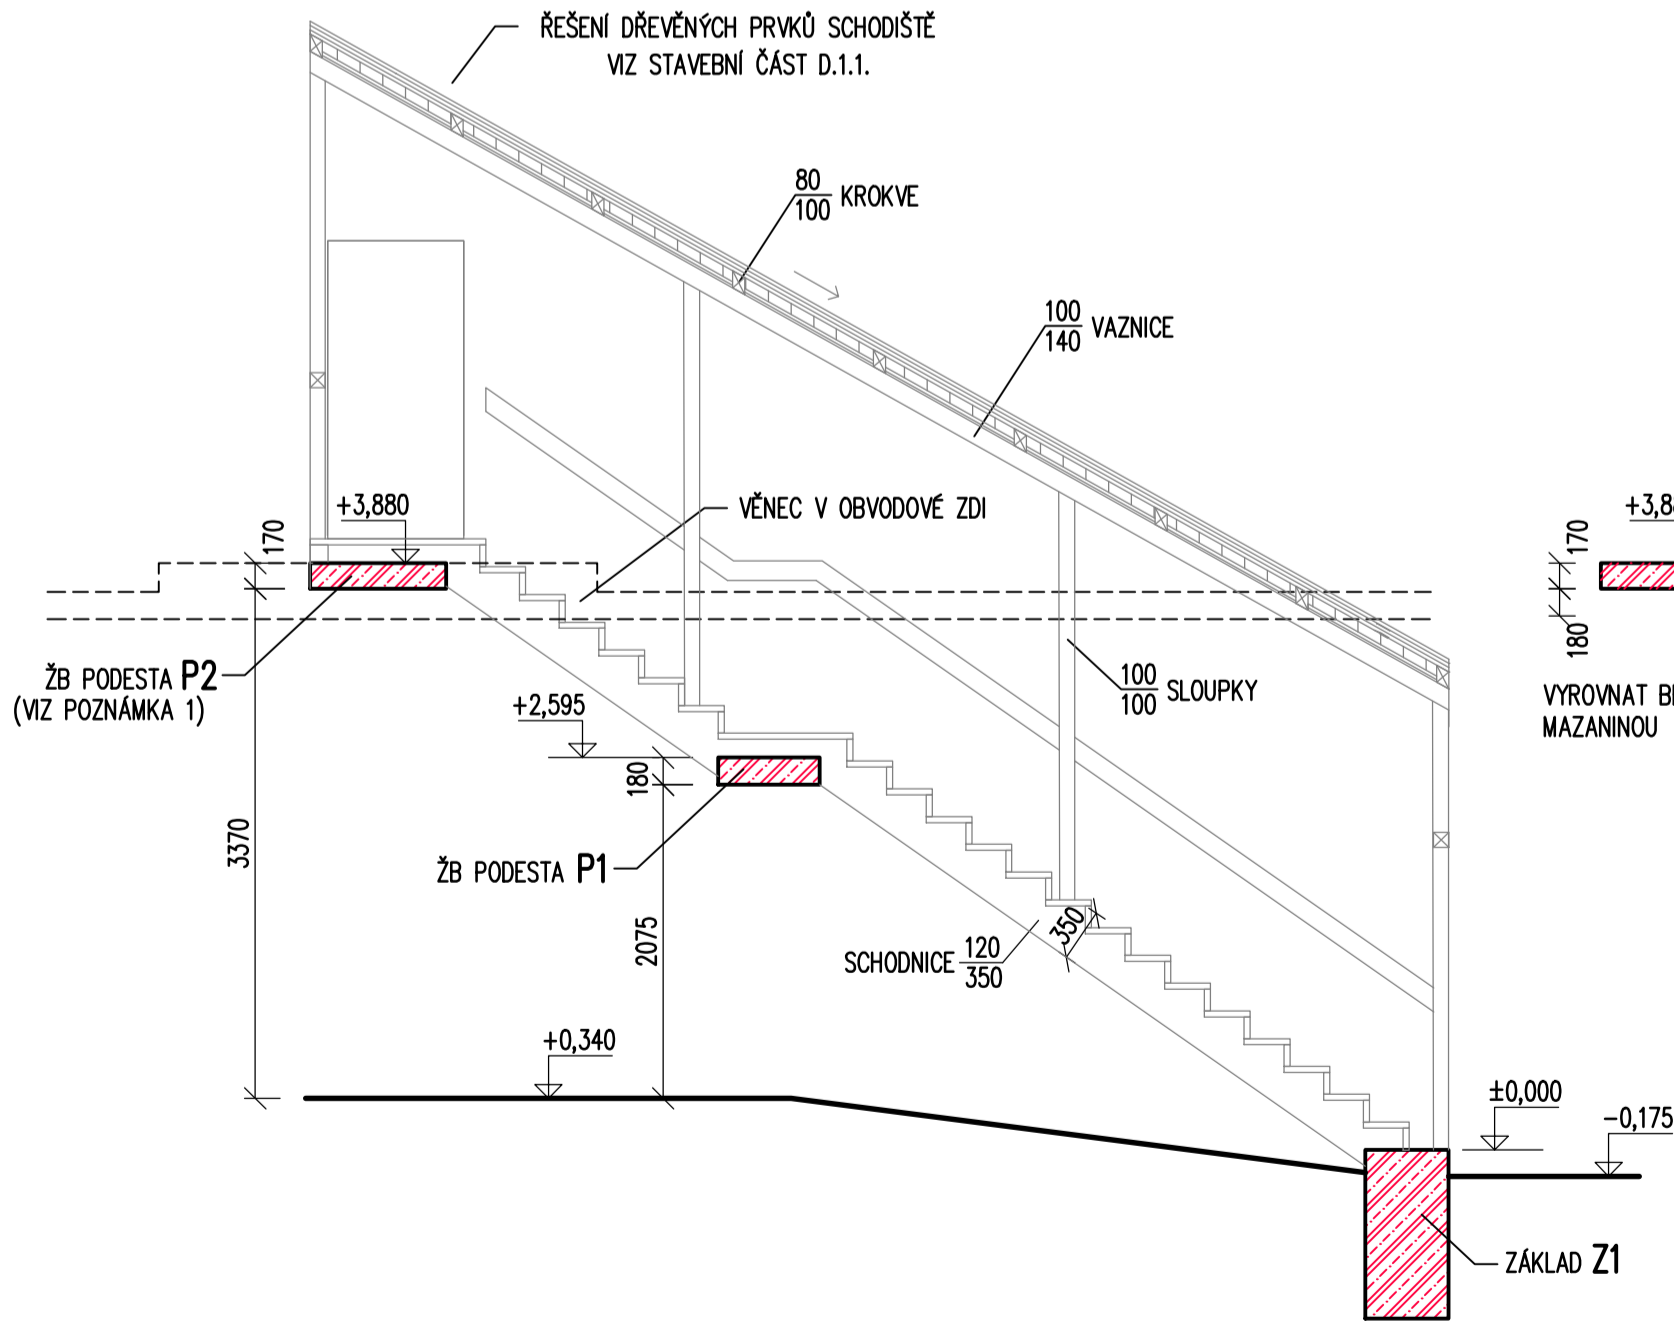 ŘEŠENÍ DŘEVĚNÝCH PRVKŮ SCHODIŠTĚ
VIZ STAVEBNÍ ČÁST D.1.1.
80
100 KROKVE
100
140 VAZNICE
VĚNEC V OBVODOVÉ ZDI
+3,880
170
ŽB PODESTA P2
(VIZ POZNÁMKA 1)
+2,595
180
100
100 SLOUPKY
170
180
VYROVNAT
MAZANINOU
3370
ŽB PODESTA P1
2075
SCHODNICE 120
350
350
+0,340
±0,000
-0,175
ZÁKLAD Z1